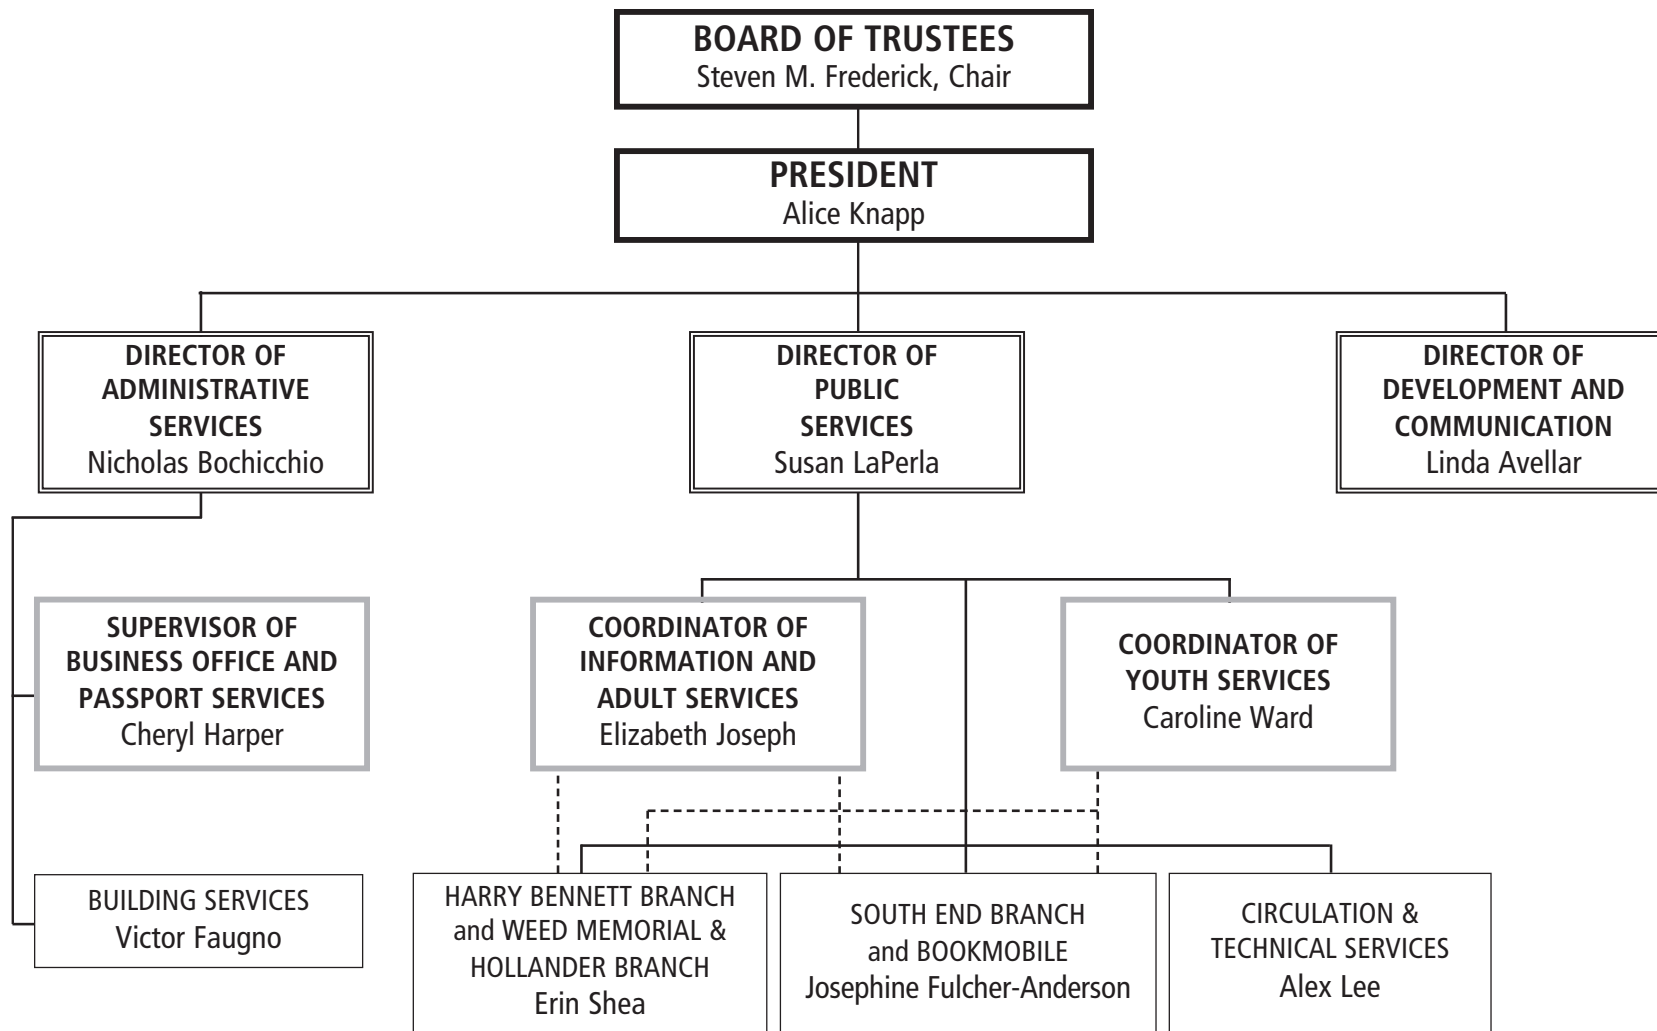 BOARD OF TRUSTEES
Steven M. Frederick, Chair
PRESIDENT
Alice Knapp
DIRECTOR OF
ADMINISTRATIVE
SERVICES
Nicholas Bochicchio
DIRECTOR OF
PUBLIC
SERVICES
Susan LaPerla
DIRECTOR OF
DEVELOPMENT AND
COMMUNICATION
Linda Avellar
SUPERVISOR OF
BUSINESS OFFICE AND
PASSPORT SERVICES
Cheryl Harper
COORDINATOR OF
INFORMATION AND
ADULT SERVICES
Elizabeth Joseph
COORDINATOR OF
YOUTH SERVICES
Caroline Ward
BUILDING SERVICES
Victor Faugno
HARRY BENNETT BRANCH
and WEED MEMORIAL &
HOLLANDER BRANCH
Erin Shea
SOUTH END BRANCH
and BOOKMOBILE
Josephine Fulcher-Anderson
CIRCULATION &
TECHNICAL SERVICES
Alex Lee